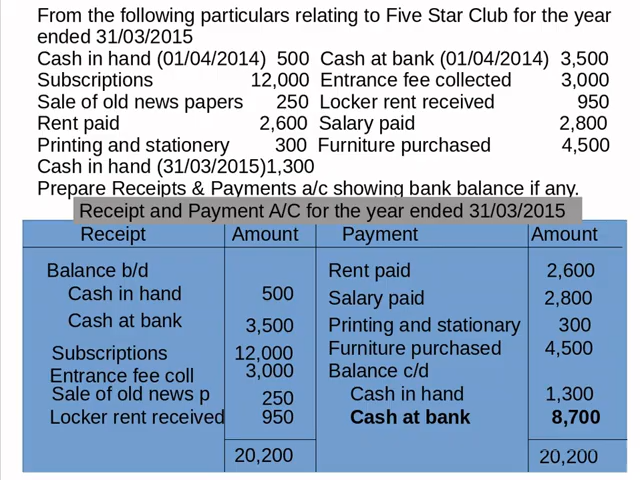 From the following particulars relating to Five Star Club for the year
ended 31/03/2015
Cash in hand (01/04/2014) 500 Cash at bank (01/04/2014) 3,500
Subscriptions 12,000 Entrance fee collected 3,000
Sale of old news papers 250 Locker rent received 950
Rent paid 2,600 Salary paid 2,800
Printing and stationery 300 Furniture purchased 4,500
Cash in hand (31/03/2015)1,300
Prepare Receipts & Payments a/c showing bank balance if any.
Receipt and Payment A/C for the year ended 31/03/2015
Receipt Amount Payment Amount
Balance b/d Rent paid 2,600
Cash in hand 500 Salary paid 2,800
Cash at bank 3,500 Printing and stationary 300
Subscriptions 12,000 Furniture purchased 4,500
Entrance fee coll 3,000 Balance c/d
Sale of old news p 250 Cash in hand 1,300
Locker rent received 950 Cash at bank 8,700
20,200 20,200